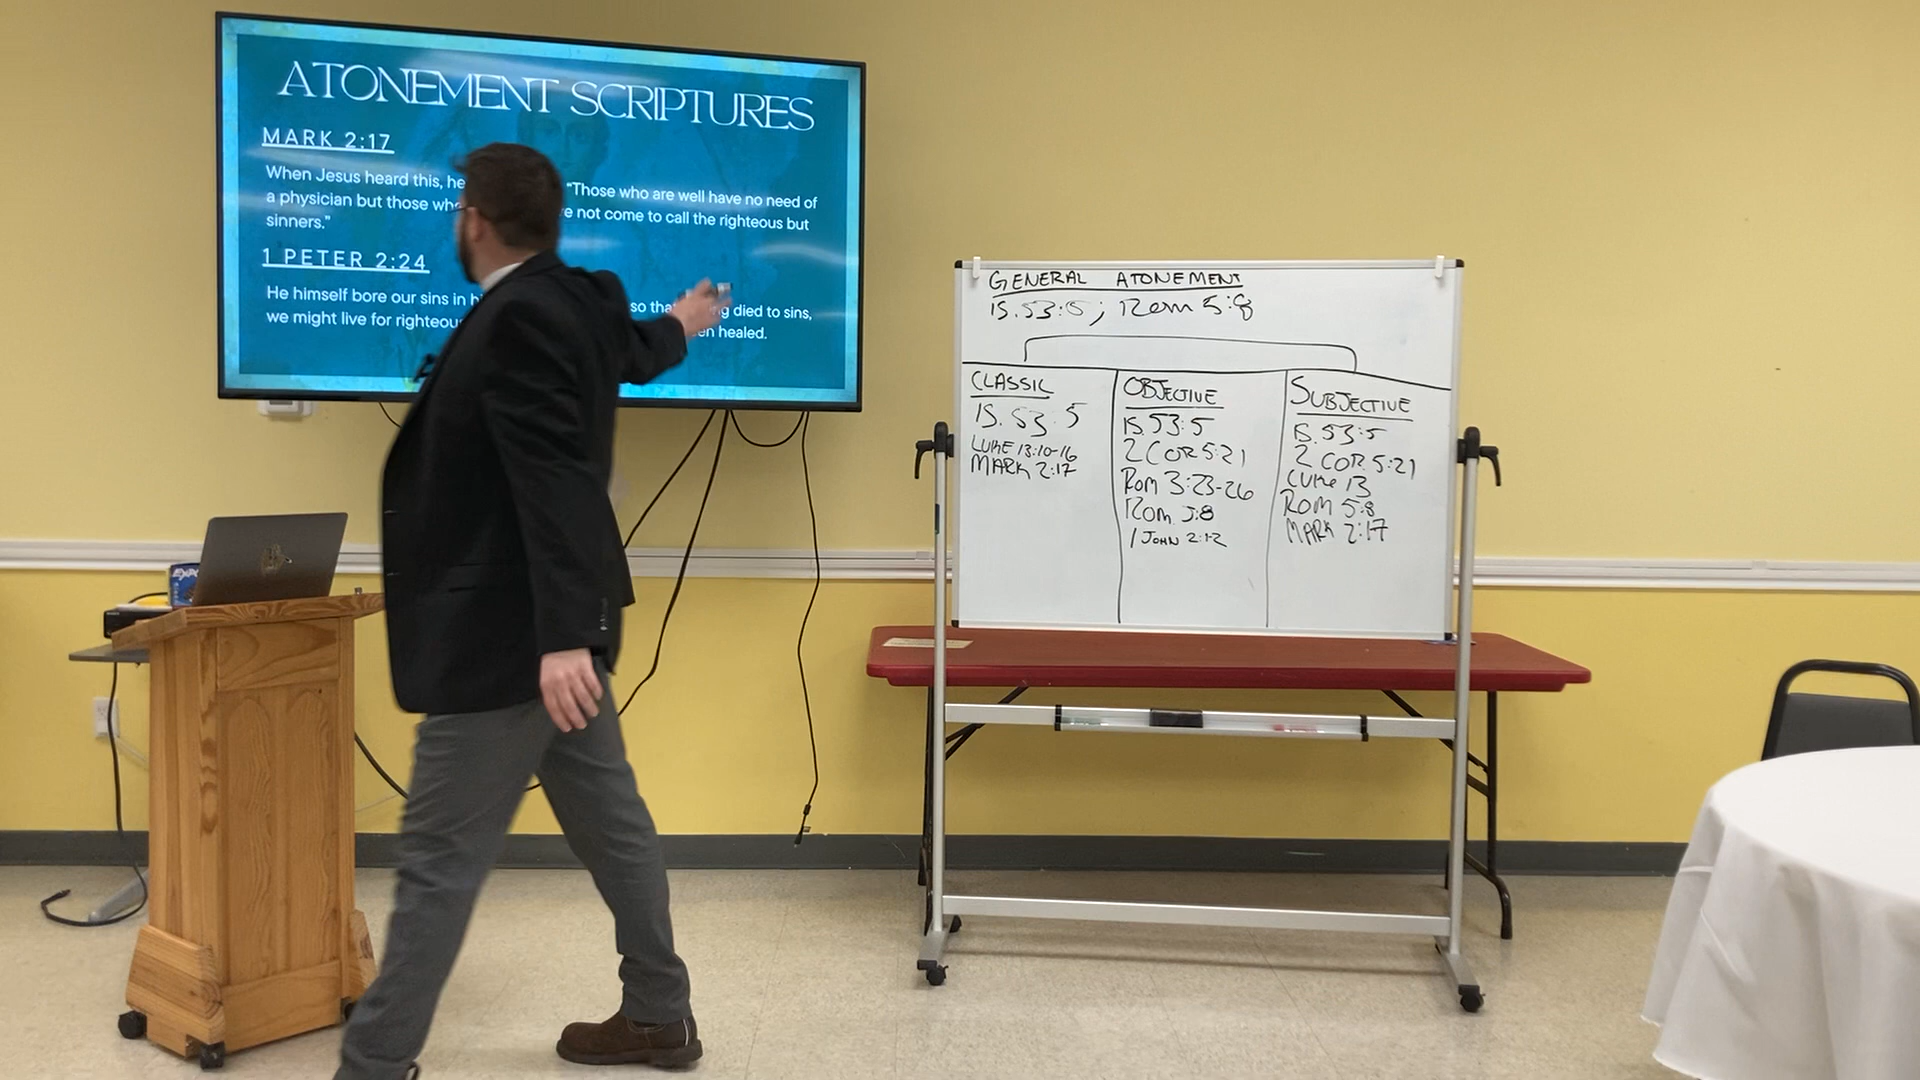 ATONEMENT SCRIPTURES
MARK 2:17
When Jesus heard this, he "Those who are well have no need of
a physician but those who not come to call the righteous but
sinners."
1 PETER 2:24
He himself bore our sins in so died to sins,
we might live for healed.
GENERAL ATONEMENT
IS. 53:5; Rom 5:8
CLASSIC
IS. 53:5
LUKE 13:10-16
MARK 2:17
OBJECTIVE
IS. 53:5
2 COR 5:21
Rom 3:23-26
Rom 5:8
1 JOHN 2:1-2
SUBJECTIVE
IS. 53:5
2 COR. 5:21
LUKE 13
ROM 5:8
MARK 2:17
EXPO